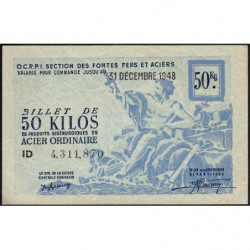 O.C.R.P.I. SECTION DES FONTES FERS ET ACIERS
VALABLE POUR COMMANDE JUSQU'AU 31 DÉCEMBRE 1948
50 Kg.
BILLET DE
50 KILOS
DE PRODUITS SIDÉRURGIQUES EN
ACIER ORDINAIRE
ID 4,311,870